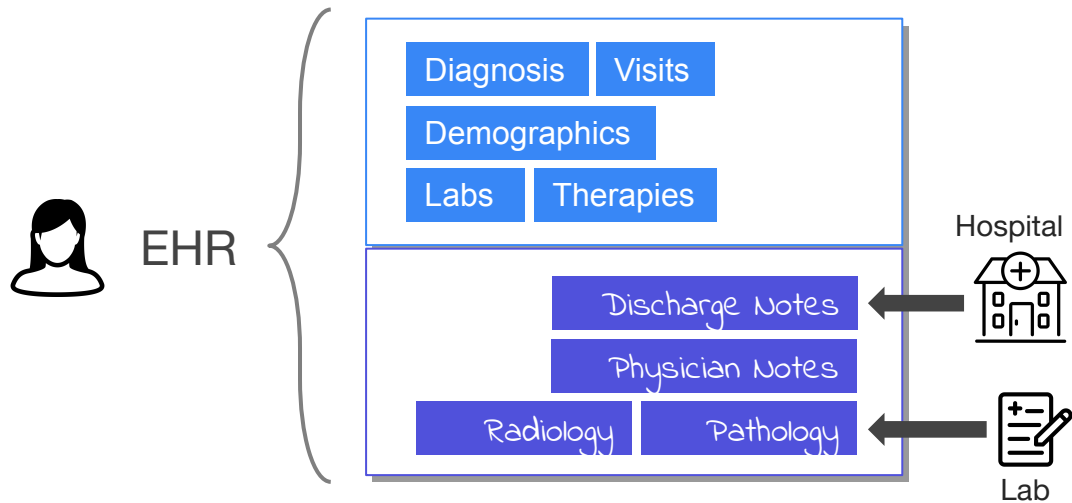 EHR
Diagnosis Visits
Demographics
Labs Therapies
Discharge Notes
Physician Notes
Radiology Pathology
Hospital
Lab